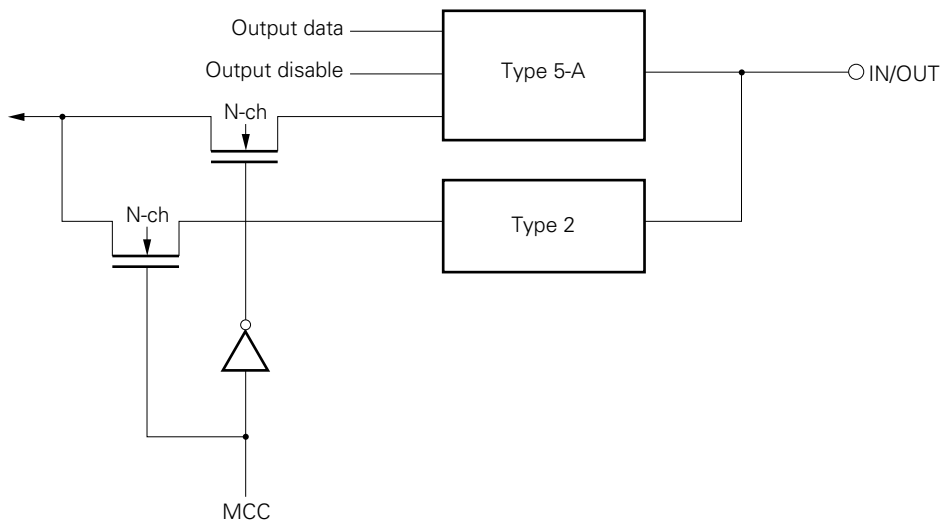 Output data
Output disable
Type 5-A
IN/OUT
N-ch
N-ch
Type 2
MCC